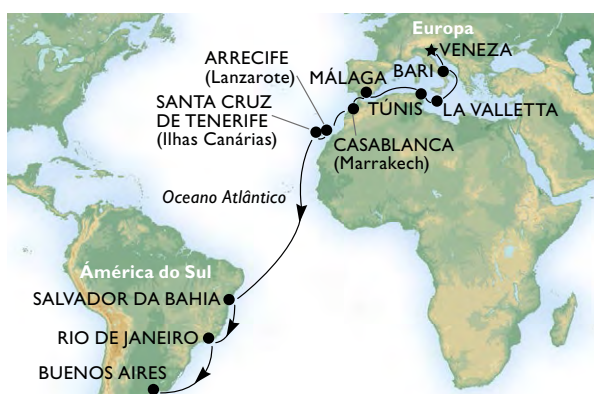 Europa
VENEZA
BARI
ARRECIFE
(Lanzarote)
MÁLAGA
SANTA CRUZ
DE TENERIFE
(Ilhas Canárias)
TÚNIS
LA VALLETTA
CASABLANCA
(Marrakech)
Oceano Atlântico
Ámérica do Sul
SALVADOR DA BAHIA
RIO DE JANEIRO
BUENOS AIRES